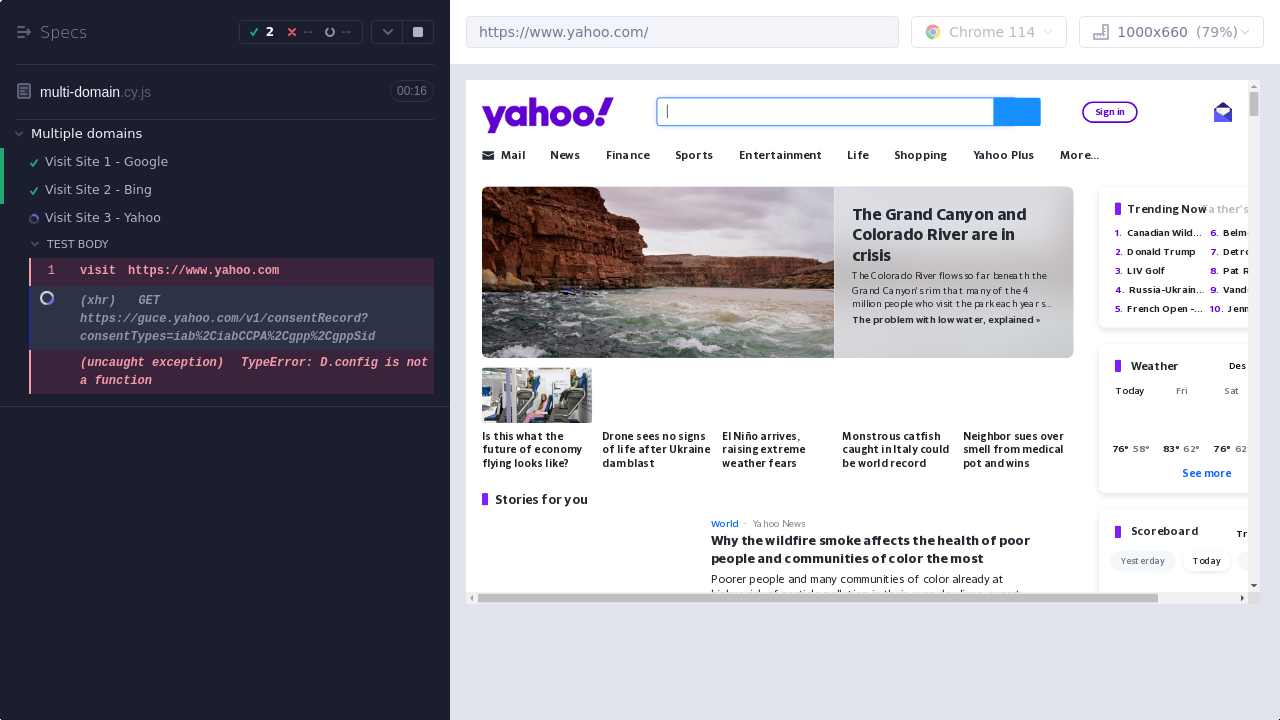 Specs
2
--
--
multi-domain.cy.js
00:16
Multiple domains
Visit Site 1 - Google
Visit Site 2 - Bing
Visit Site 3 - Yahoo
TEST BODY
1 visit https://www.yahoo.com
(xhr) GET
https://guce.yahoo.com/v1/consentRecord?
consentTypes=iab%2CiabCCPA%2Cgpp%2CgppSid
(uncaught exception) TypeError: D.config is not
a function
https://www.yahoo.com/
Chrome 114
1000x660 (79%)
yahoo!
Sign in
Mail News Finance Sports Entertainment Life Shopping Yahoo Plus More...
The Grand Canyon and
Colorado River are in
crisis
The Colorado River flows so far beneath the
Grand Canyon's rim that many of the 4
million people who visit the park each year s...
The problem with low water, explained »
Is this what the
future of economy
flying looks like?
Drone sees no signs
of life after Ukraine
dam blast
El Niño arrives,
raising extreme
weather fears
Monstrous catfish
caught in Italy could
be world record
Neighbor sues over
smell from medical
pot and wins
Stories for you
World · Yahoo News
Why the wildfire smoke affects the health of poor
people and communities of color the most
Poorer people and many communities of color already at
Trending Now
Father's
1. Canadian Wild... 6. Belm
2. Donald Trump 7. Detro
3. LIV Golf 8. Pat R
4. Russia-Ukrain... 9. Vand
5. French Open -... 10. Jenn
Weather
Des
Today Fri Sat
76° 58° 83° 62° 76° 62°
See more
Scoreboard
Tr
Yesterday Today